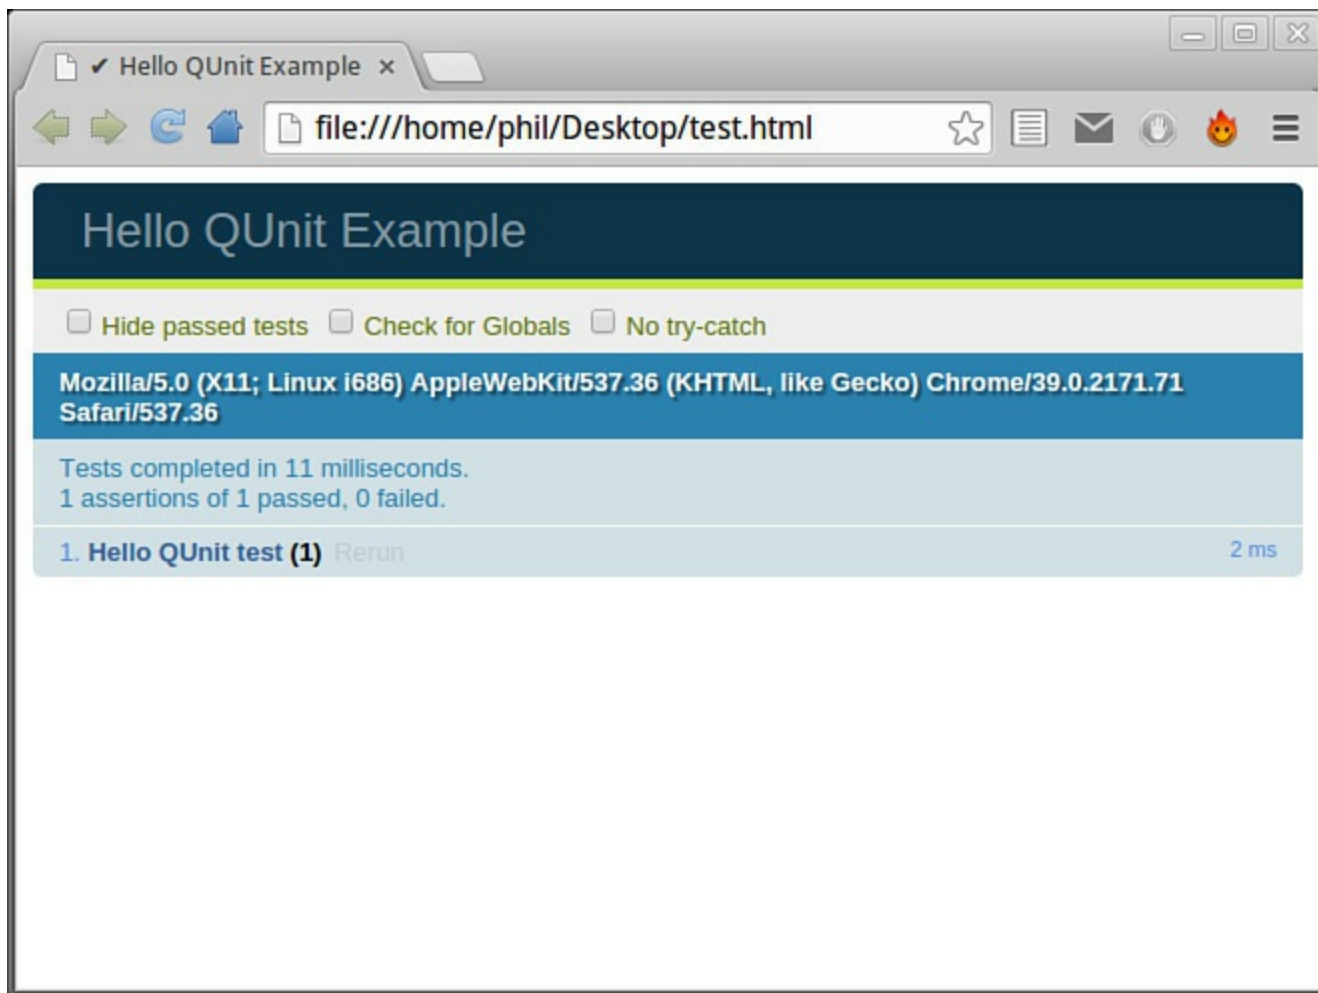 ✔ Hello QUnit Example ×
file:///home/phil/Desktop/test.html
Hello QUnit Example
Hide passed tests Check for Globals No try-catch
Mozilla/5.0 (X11; Linux i686) AppleWebKit/537.36 (KHTML, like Gecko) Chrome/39.0.2171.71
Safari/537.36
Tests completed in 11 milliseconds.
1 assertions of 1 passed, 0 failed.
1. Hello QUnit test (1) Rerun 2 ms